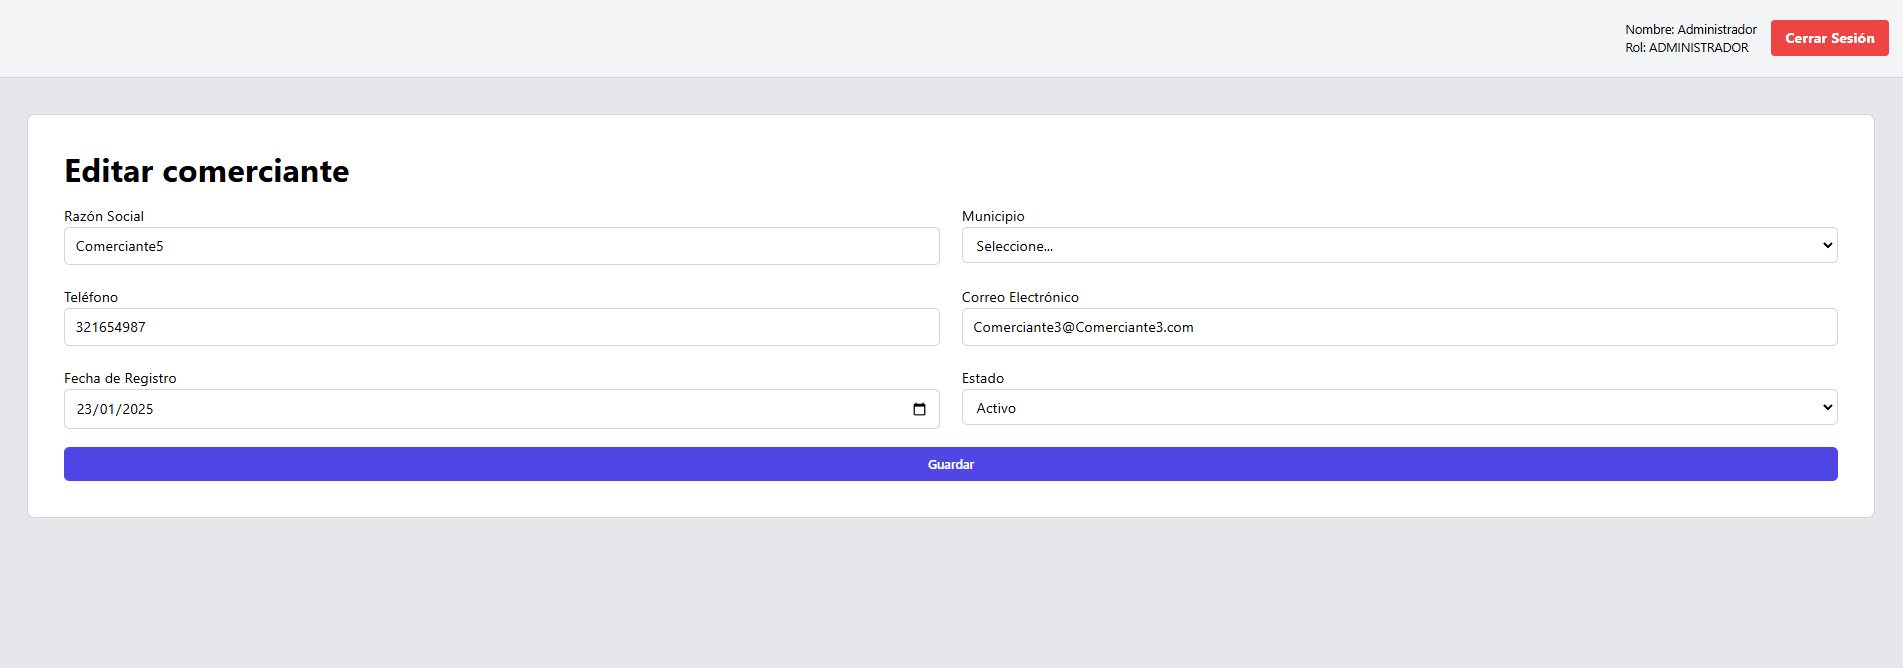 Nombre: Administrador
Rol: ADMINISTRADOR
Cerrar Sesión
Editar comerciante
Razón Social
Comerciante5
Municipio
Seleccione...
Teléfono
321654987
Correo Electrónico
Comerciante3@Comerciante3.com
Fecha de Registro
23/01/2025
Estado
Activo
Guardar